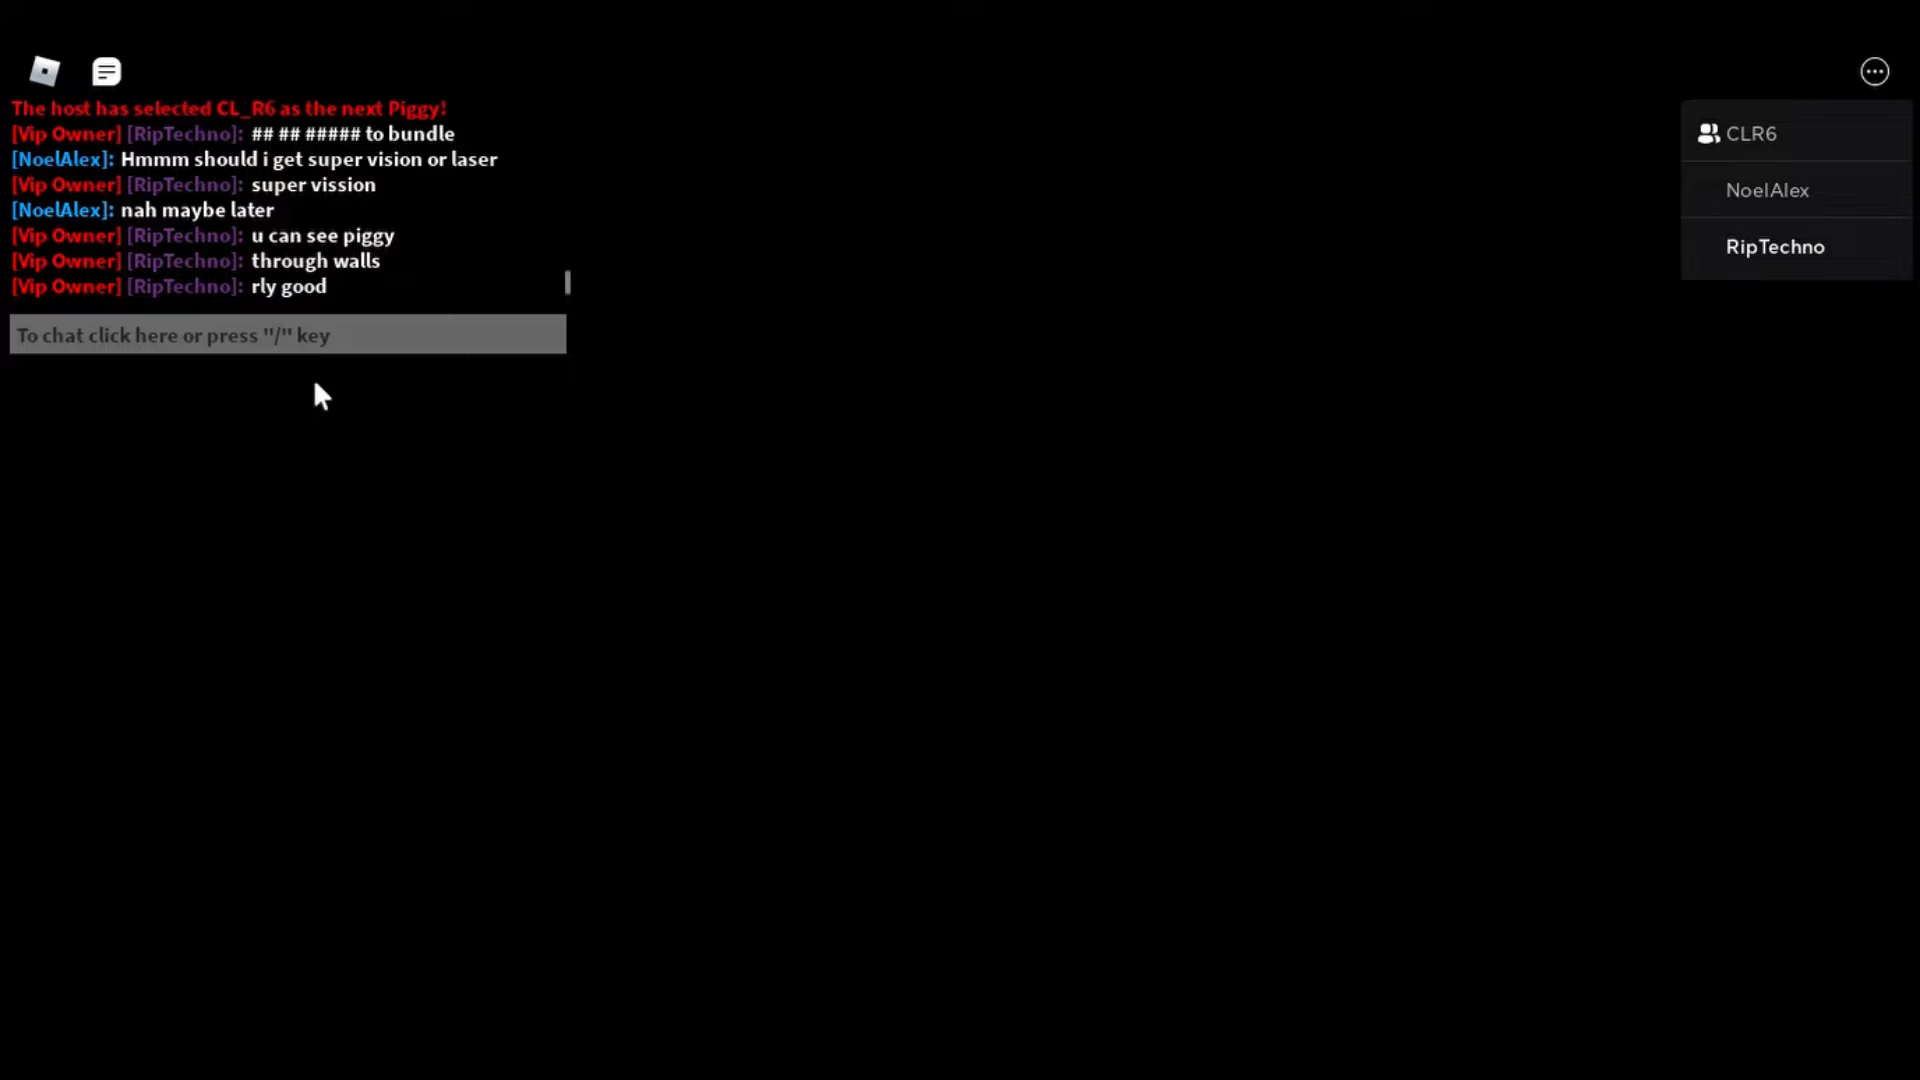 The host has selected CL_R6 as the next Piggy!
[Vip Owner] [RipTechno]: ## ## ##### to bundle
[NoelAlex]: Hmmm should i get super vision or laser
[Vip Owner] [RipTechno]: super vission
[NoelAlex]: nah maybe later
[Vip Owner] [RipTechno]: u can see piggy
[Vip Owner] [RipTechno]: through walls
[Vip Owner] [RipTechno]: rly good
To chat click here or press "/" key
CLR6
NoelAlex
RipTechno